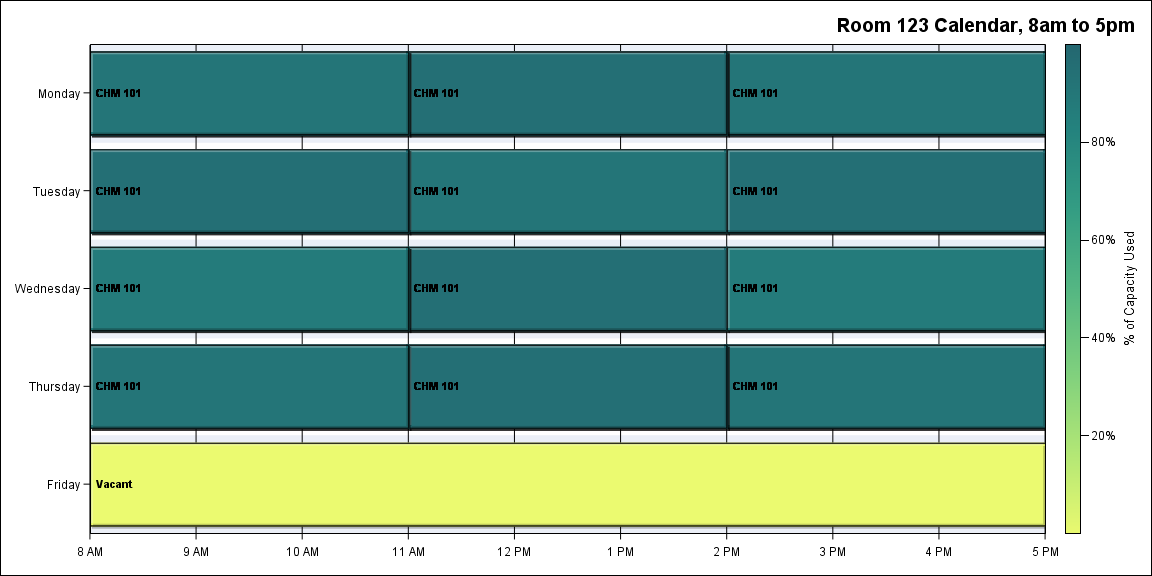 Room 123 Calendar, 8am to 5pm
Monday
CHM 101
CHM 101
CHM 101
Tuesday
CHM 101
CHM 101
CHM 101
Wednesday
CHM 101
CHM 101
CHM 101
Thursday
CHM 101
CHM 101
CHM 101
Friday
Vacant
8 AM
9 AM
10 AM
11 AM
12 PM
1 PM
2 PM
3 PM
4 PM
5 PM
80%
60%
40%
20%
% of Capacity Used